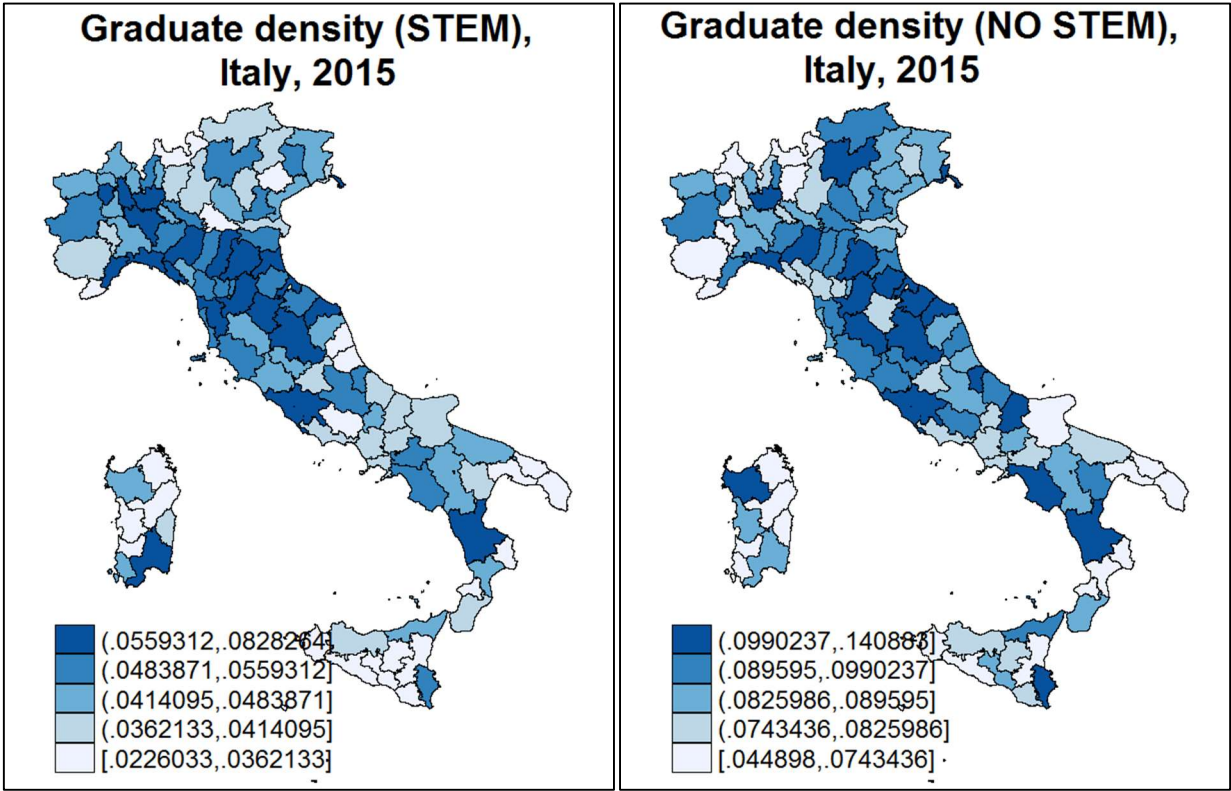 Graduate density (STEM),
Italy, 2015
(.0559312,.0828264]
(.0483871,.0559312]
(.0414095,.0483871]
(.0362133,.0414095]
[.0226033,.0362133]
Graduate density (NO STEM),
Italy, 2015
(.0990237,.140883]
(.089595,.0990237]
(.0825986,.089595]
(.0743436,.0825986]
[.044898,.0743436]